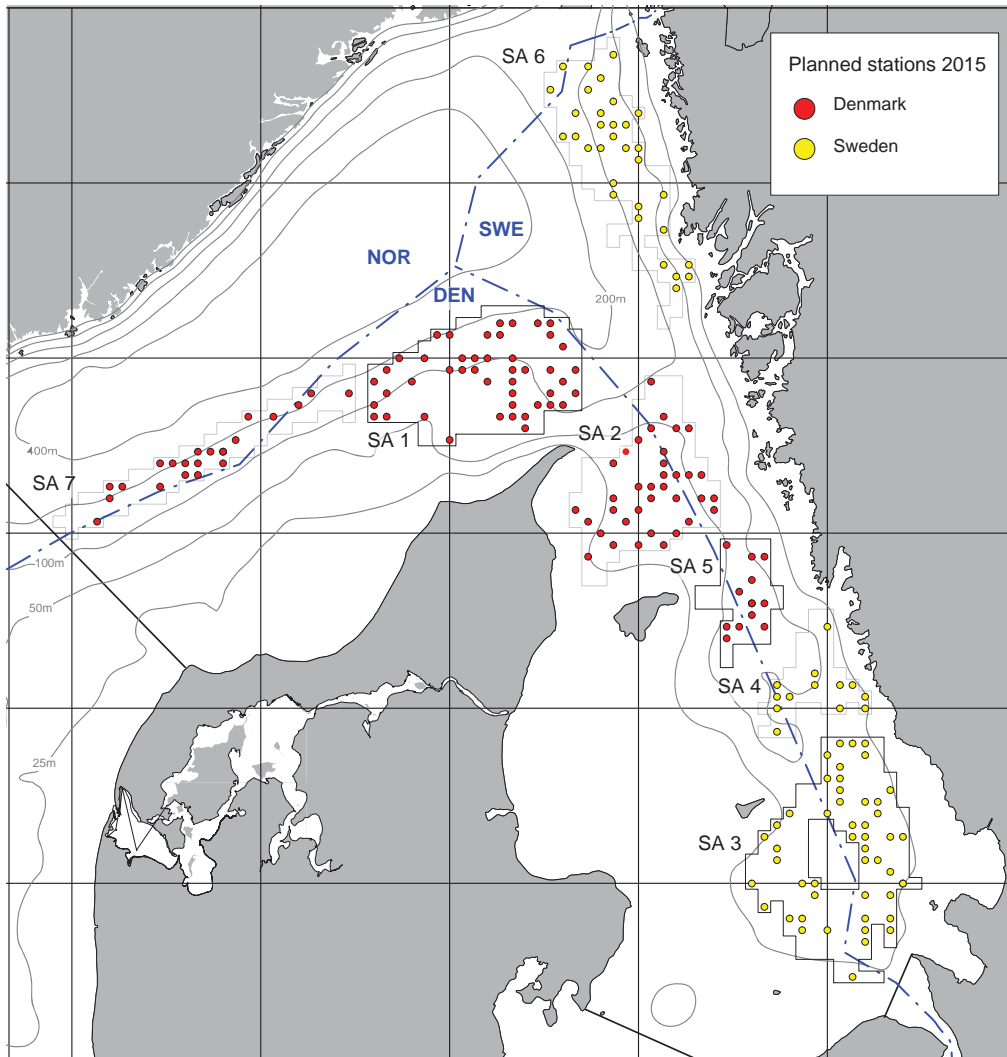 SA 6
Planned stations 2015
Denmark
Sweden
SWE
NOR
DEN
200m
SA 1
SA 2
400m
SA 7
SA 5
100m
50m
SA 4
25m
SA 3